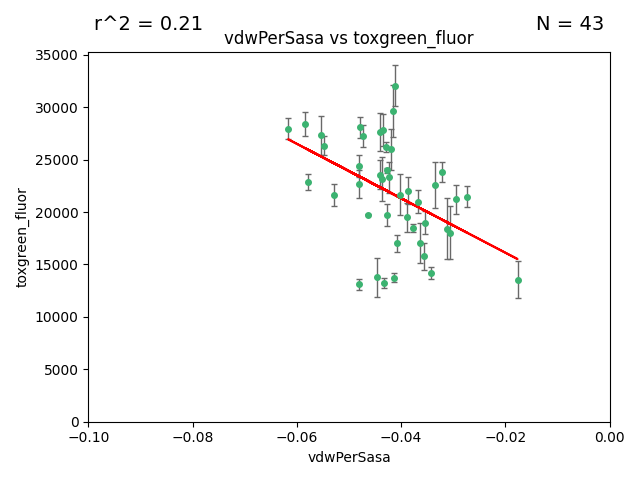 r^2 = 0.21
N = 43
vdwPerSasa vs toxgreen_fluor
35000
30000
25000
20000
15000
10000
5000
0
toxgreen_fluor
−0.10
−0.08
−0.06
−0.04
−0.02
0.00
vdwPerSasa